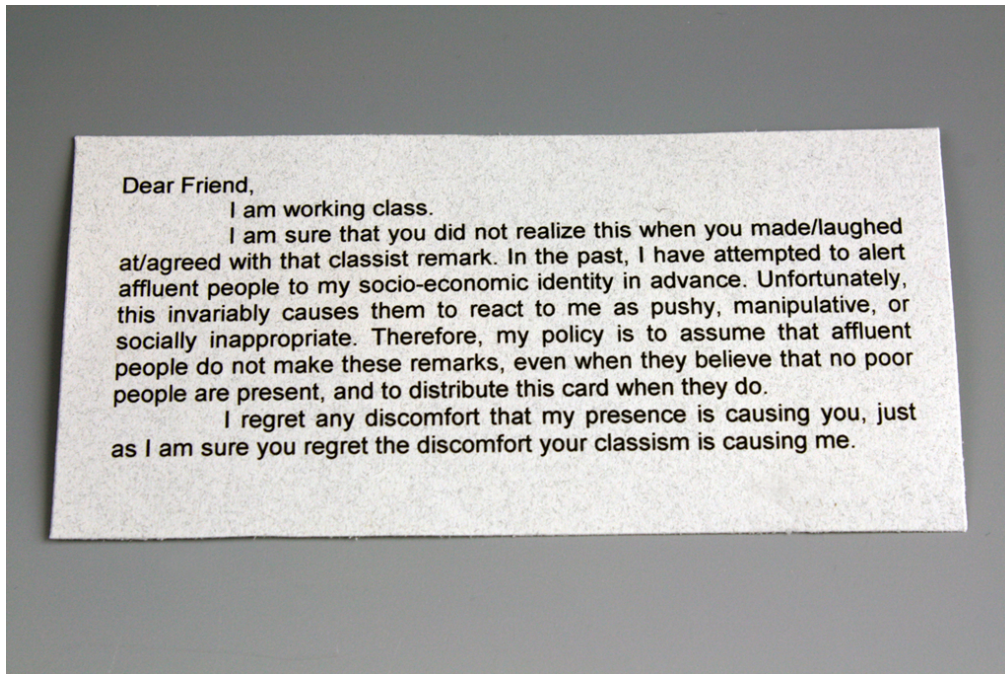 Dear Friend,
I am working class.
I am sure that you did not realize this when you made/laughed
at/agreed with that classist remark. In the past, I have attempted to alert
affluent people to my socio-economic identity in advance. Unfortunately,
this invariably causes them to react to me as pushy, manipulative, or
socially inappropriate. Therefore, my policy is to assume that affluent
people do not make these remarks, even when they believe that no poor
people are present, and to distribute this card when they do.
I regret any discomfort that my presence is causing you, just
as I am sure you regret the discomfort your classism is causing me.